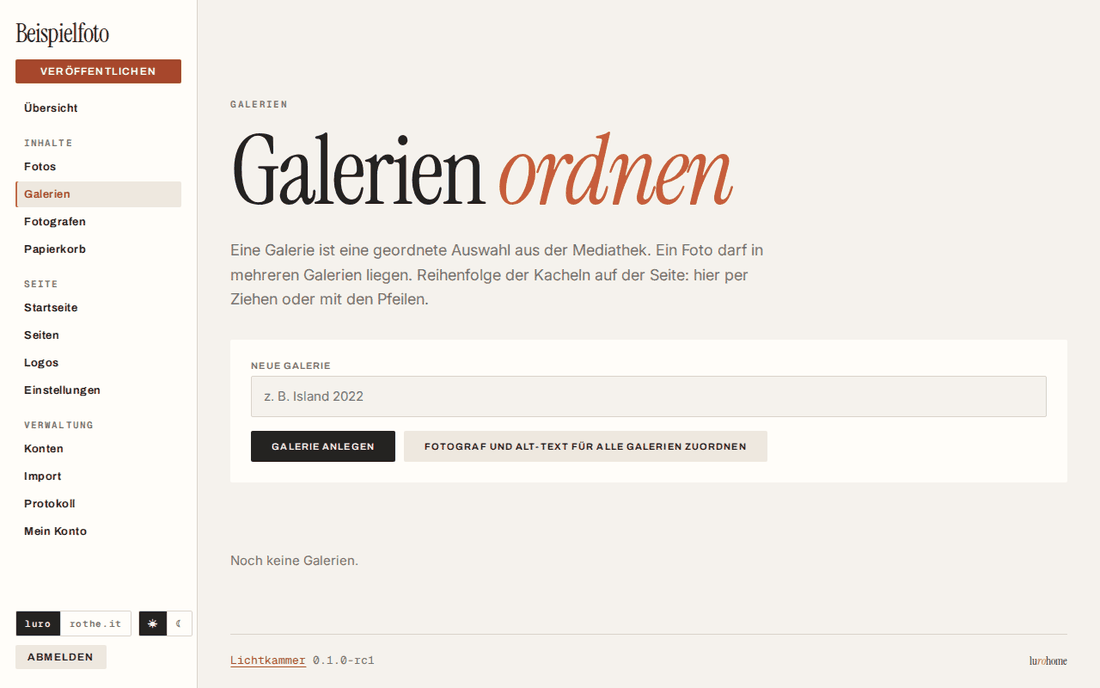 Beispielfoto
VERÖFFENTLICHEN
Übersicht
INHALTE
Fotos
Galerien
Fotografen
Papierkorb
SEITE
Startseite
Seiten
Logos
Einstellungen
VERWALTUNG
Konten
Import
Protokoll
Mein Konto
luro rothe.it
ABMELDEN
GALERIEN
Galerien ordnen
Eine Galerie ist eine geordnete Auswahl aus der Mediathek. Ein Foto darf in
mehreren Galerien liegen. Reihenfolge der Kacheln auf der Seite: hier per
Ziehen oder mit den Pfeilen.
NEUE GALERIE
z. B. Island 2022
GALERIE ANLEGEN FOTOGRAF UND ALT-TEXT FÜR ALLE GALERIEN ZUORDNEN
Noch keine Galerien.
Lichtkammer 0.1.0-rc1
lurohome